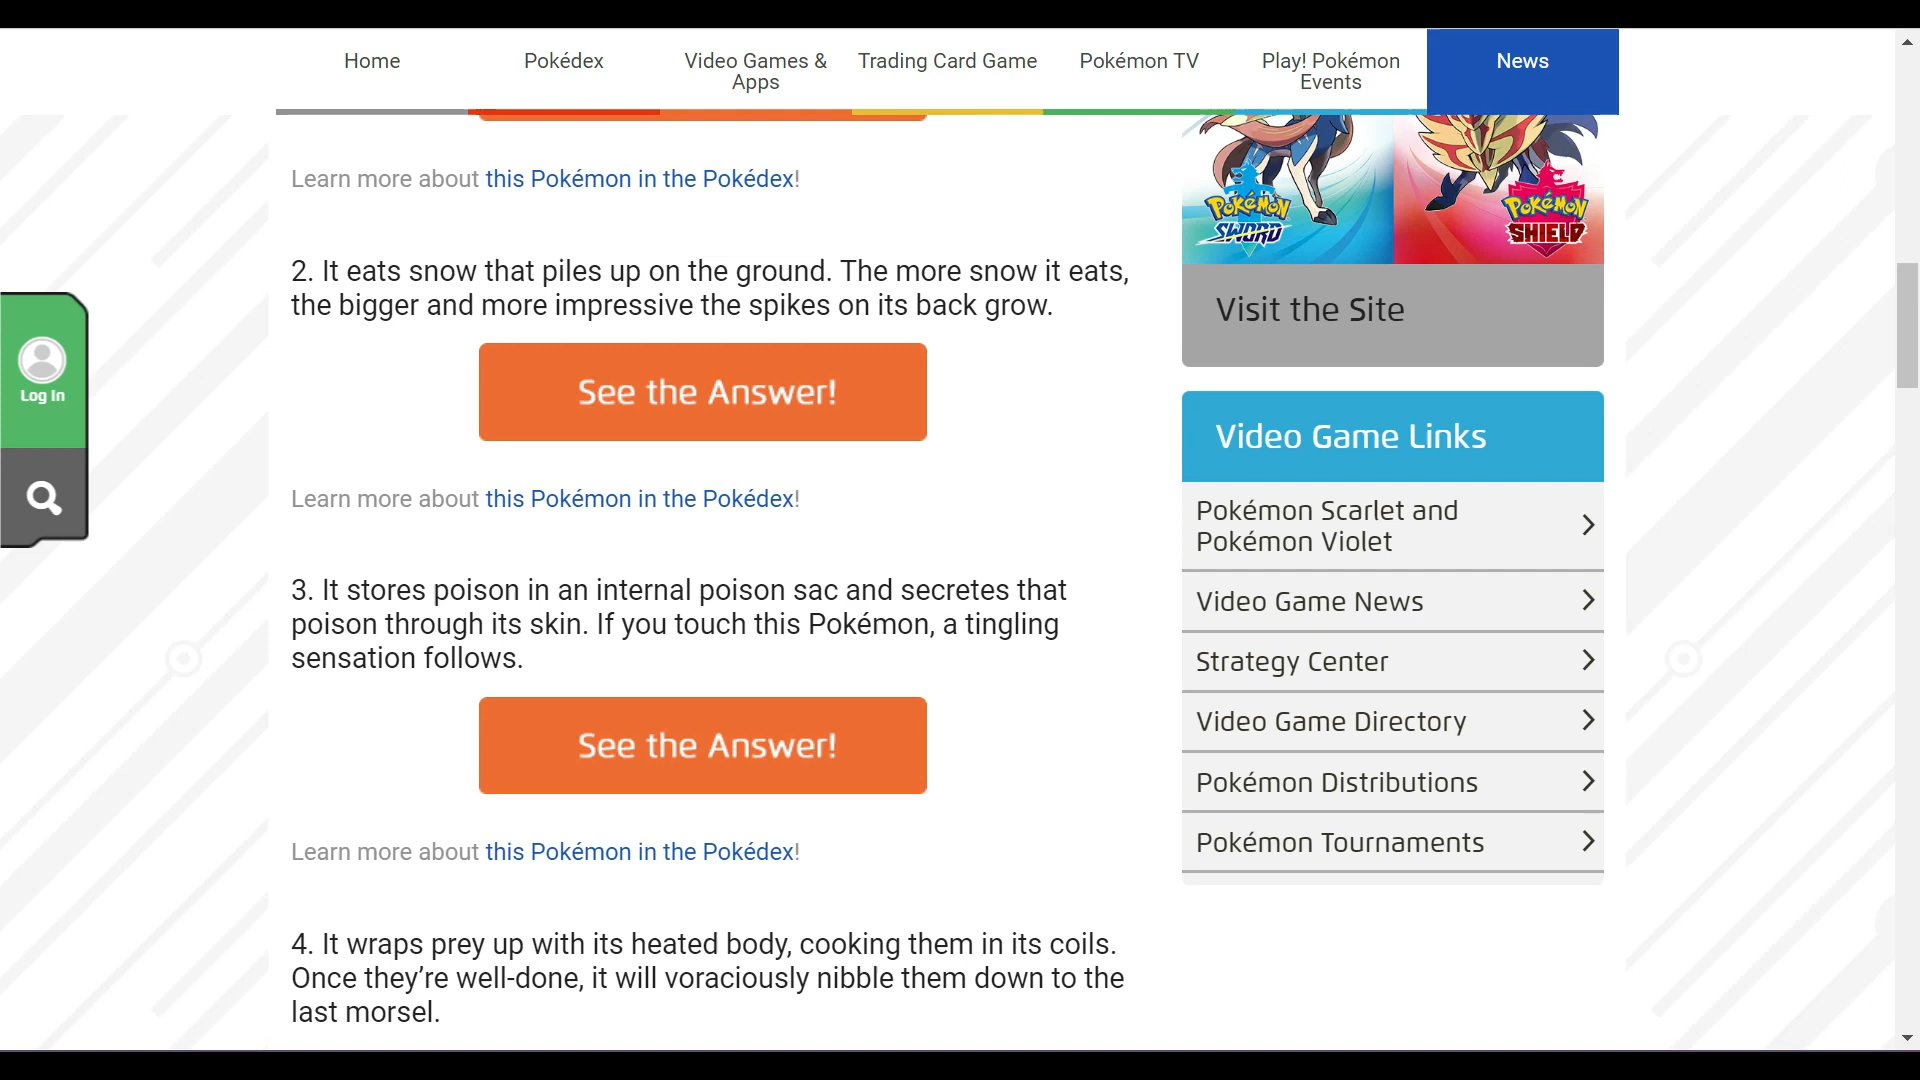 Home
Pokédex
Video Games &
Apps
Trading Card Game
Pokémon TV
Play! Pokémon
Events
News
Learn more about this Pokémon in the Pokédex!
2. It eats snow that piles up on the ground. The more snow it eats,
the bigger and more impressive the spikes on its back grow.
See the Answer!
Learn more about this Pokémon in the Pokédex!
3. It stores poison in an internal poison sac and secretes that
poison through its skin. If you touch this Pokémon, a tingling
sensation follows.
See the Answer!
Learn more about this Pokémon in the Pokédex!
4. It wraps prey up with its heated body, cooking them in its coils.
Once they’re well-done, it will voraciously nibble them down to the
last morsel.
Log In
POKéMON
SWORD
POKéMON
SHIELD
Visit the Site
Video Game Links
Pokémon Scarlet and
Pokémon Violet
Video Game News
Strategy Center
Video Game Directory
Pokémon Distributions
Pokémon Tournaments